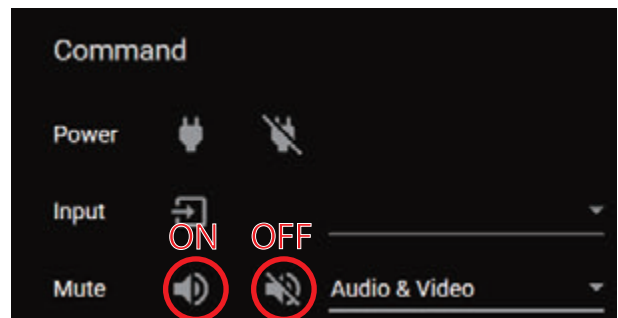 Command
Power
Input
ON OFF
Mute Audio & Video